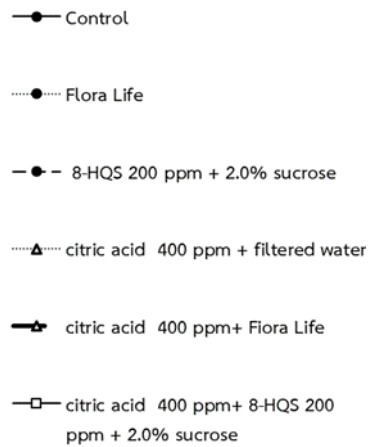 Control
Flora Life
8-HQS 200 ppm + 2.0% sucrose
citric acid 400 ppm + filtered water
citric acid 400 ppm+ Fiora Life
citric acid 400 ppm+ 8-HQS 200
ppm + 2.0% sucrose